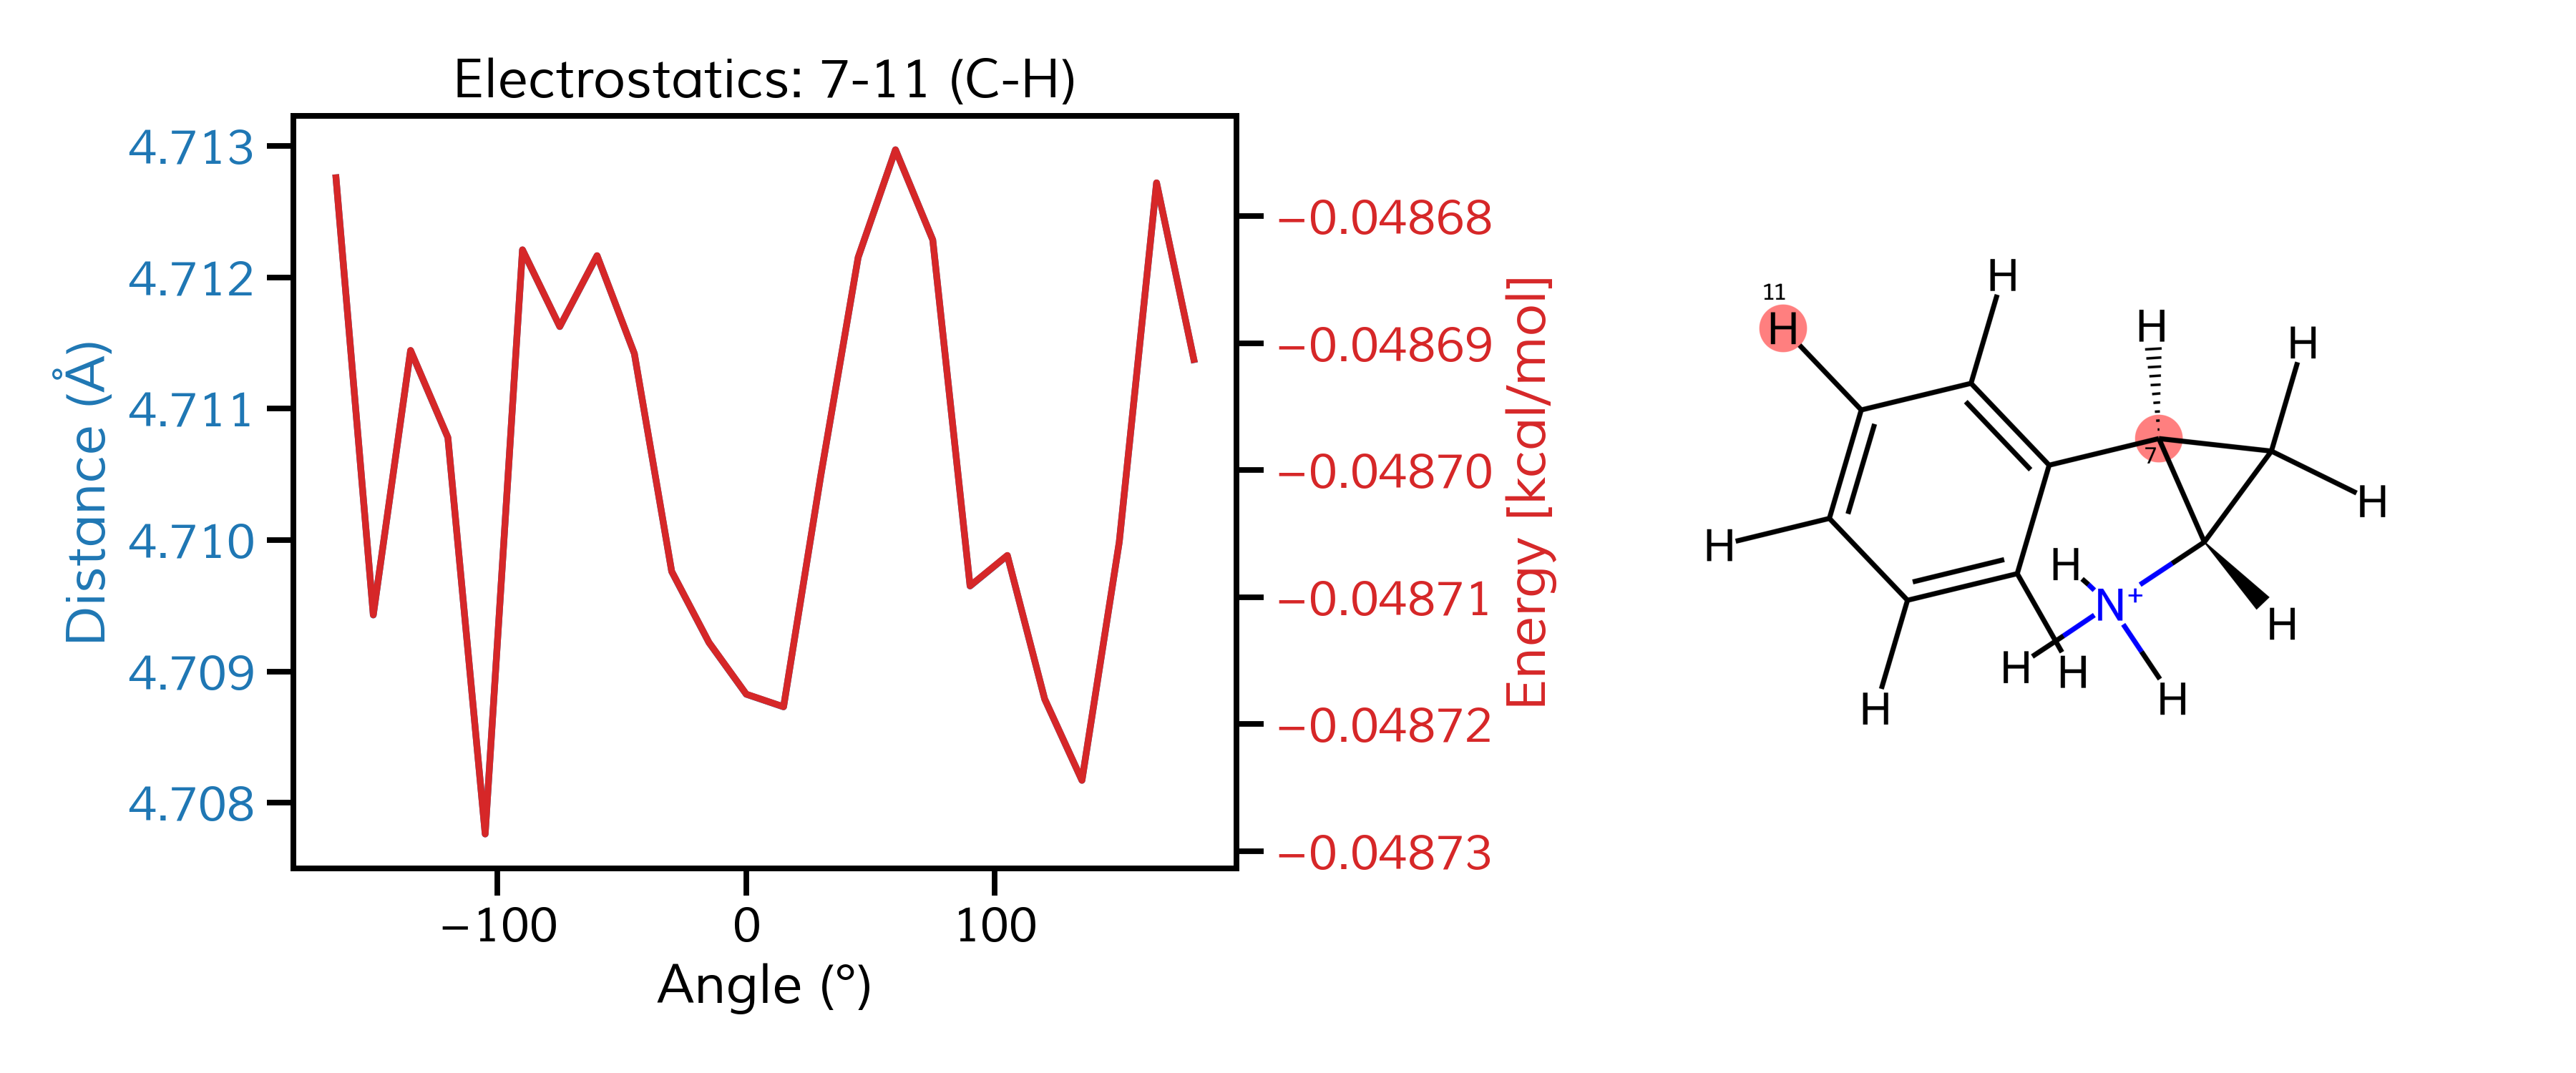 Electrostatics: 7-11 (C-H)
Distance (Å)
4.713
4.712
4.711
4.710
4.709
4.708
−100
0
100
Angle (°)
−0.04868
−0.04869
−0.04870
−0.04871
−0.04872
−0.04873
Energy [kcal/mol]
H
11
H
H
H
7
H
H
H
N+
H
H
H
H
H